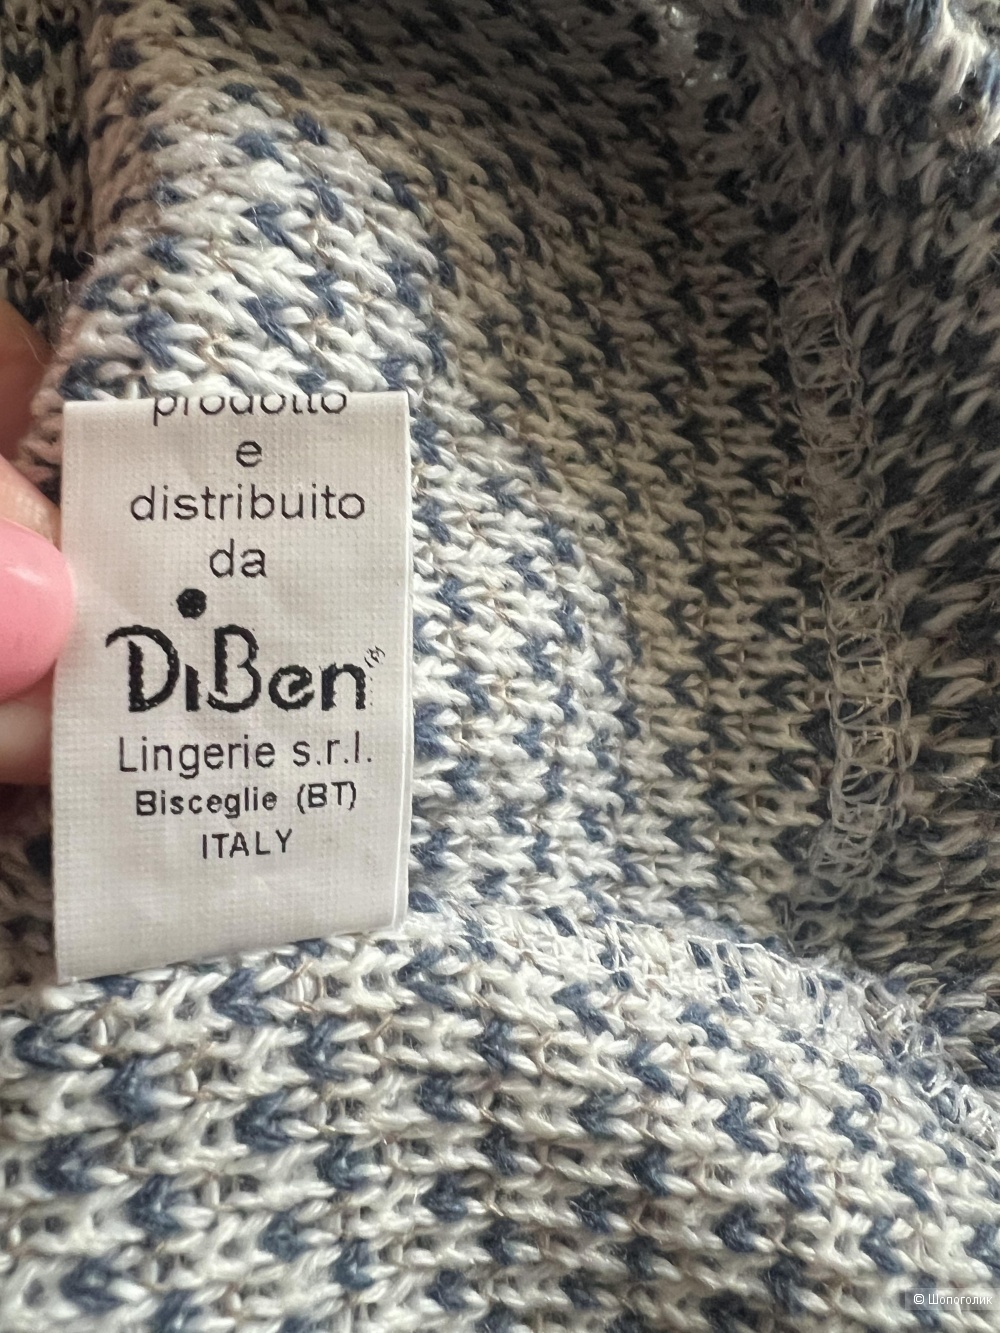 prodotto
e
distribuito
da
DiBen
Lingerie s.r.l.
Bisceglie (BT)
ITALY
© Шопоголик